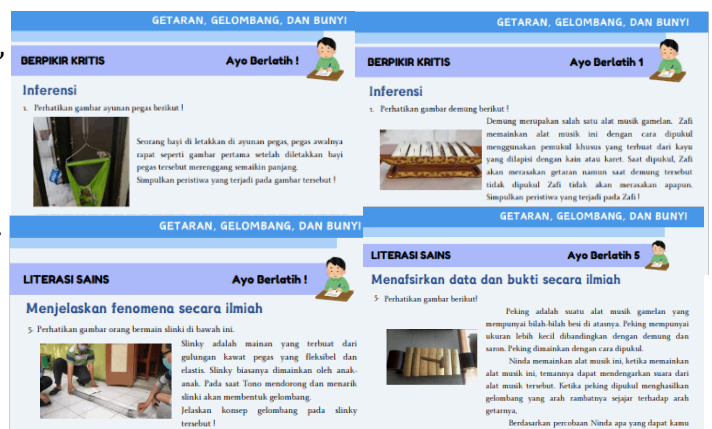 GETARAN, GELOMBANG, DAN BUNYI
BERPIKIR KRITIS
Ayo Berlatih !
Inferensi
1. Perhatikan gambar ayunan pegas berikut !
Seorang bayi di letakkan di ayunan pegas, pegas awalnya
rapat seperti gambar pertama setelah diletakkan bayi
pegas tersebut merenggang semaikin panjang.
Simpulkan peristiwa yang terjadi pada gambar tersebut !
GETARAN, GELOMBANG, DAN BUNYI
BERPIKIR KRITIS
Ayo Berlatih 1
Inferensi
1. Perhatikan gambar demung berikut !
Demung merupakan salah satu alat musik gamelan. Zafi
memainkan alat musik ini dengan cara dipukul
menggunakan pemukul khusus yang terbuat dari kayu
yang dilapisi dengan kain atau karet. Saat dipukul, Zafi
akan merasakan getaran namun saat demung tersebut
tidak dipukul Zafi tidak akan merasakan apapun.
Simpulkan peristiwa yang terjadi pada Zafi !
GETARAN, GELOMBANG, DAN BUNYI
LITERASI SAINS
Ayo Berlatih !
Menjelaskan fenomena secara ilmiah
5. Perhatikan gambar orang bermain slinki di bawah ini.
Slinky adalah mainan yang terbuat dari
gulungan kawat pegas yang fleksibel dan
elastis. Slinky biasanya dimainkan oleh anak-
anak. Pada saat Tono mendorong dan menarik
slinki akan membentuk gelombang.
Jelaskan konsep gelombang pada slinky
tersebut !
GETARAN, GELOMBANG, DAN BUNYI
LITERASI SAINS
Ayo Berlatih 5
Menafsirkan data dan bukti secara ilmiah
5. Perhatikan gambar berikut!
Peking adalah suatu alat musik gamelan yang
mempunyai bilah-bilah besi di atasnya. Peking mempunyai
ukuran lebih kecil dibandingkan dengan demung dan
saron. Peking dimainkan dengan cara dipukul.
Ninda memainkan alat musik ini, ketika memainkan
alat musik ini, temannya dapat mendengarkan suara dari
alat musik tersebut. Ketika peking dipukul menghasilkan
gelombang yang arah rambatnya sejajar terhadap arah
getarnya,
Berdasarkan percobaan Ninda apa yang dapat kamu